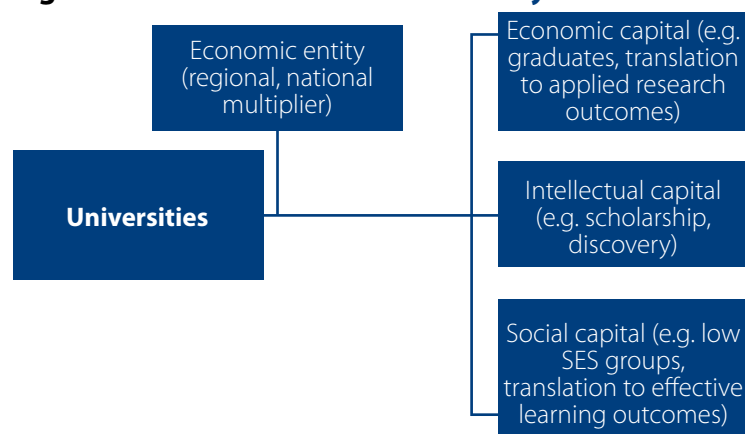 Economic entity
(regional, national
multiplier)
Universities
Economic capital (e.g.
graduates, translation
to applied research
outcomes)
Intellectual capital
(e.g. scholarship,
discovery)
Social capital (e.g. low
SES groups,
translation to effective
learning outcomes)